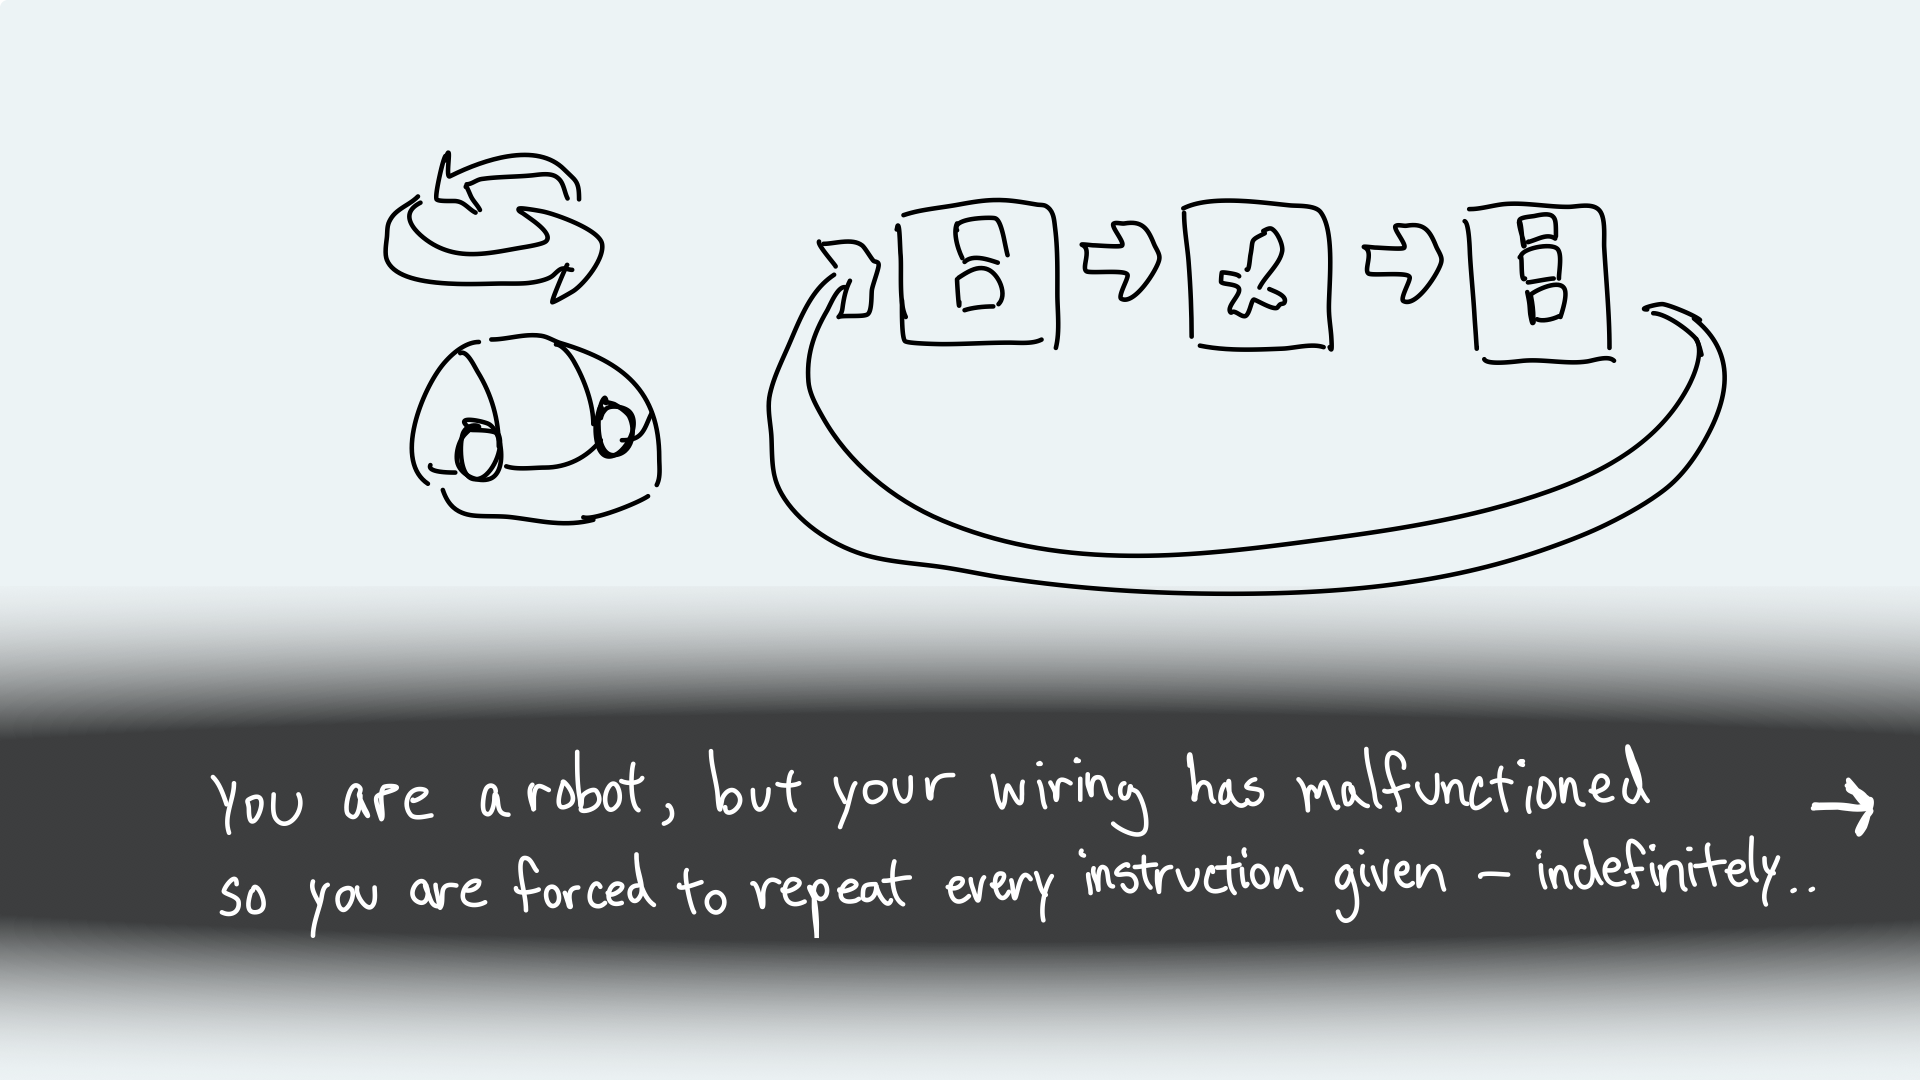 you are a robot, but your wiring has malfunctioned
so you are forced to repeat every instruction given – indefinitely..